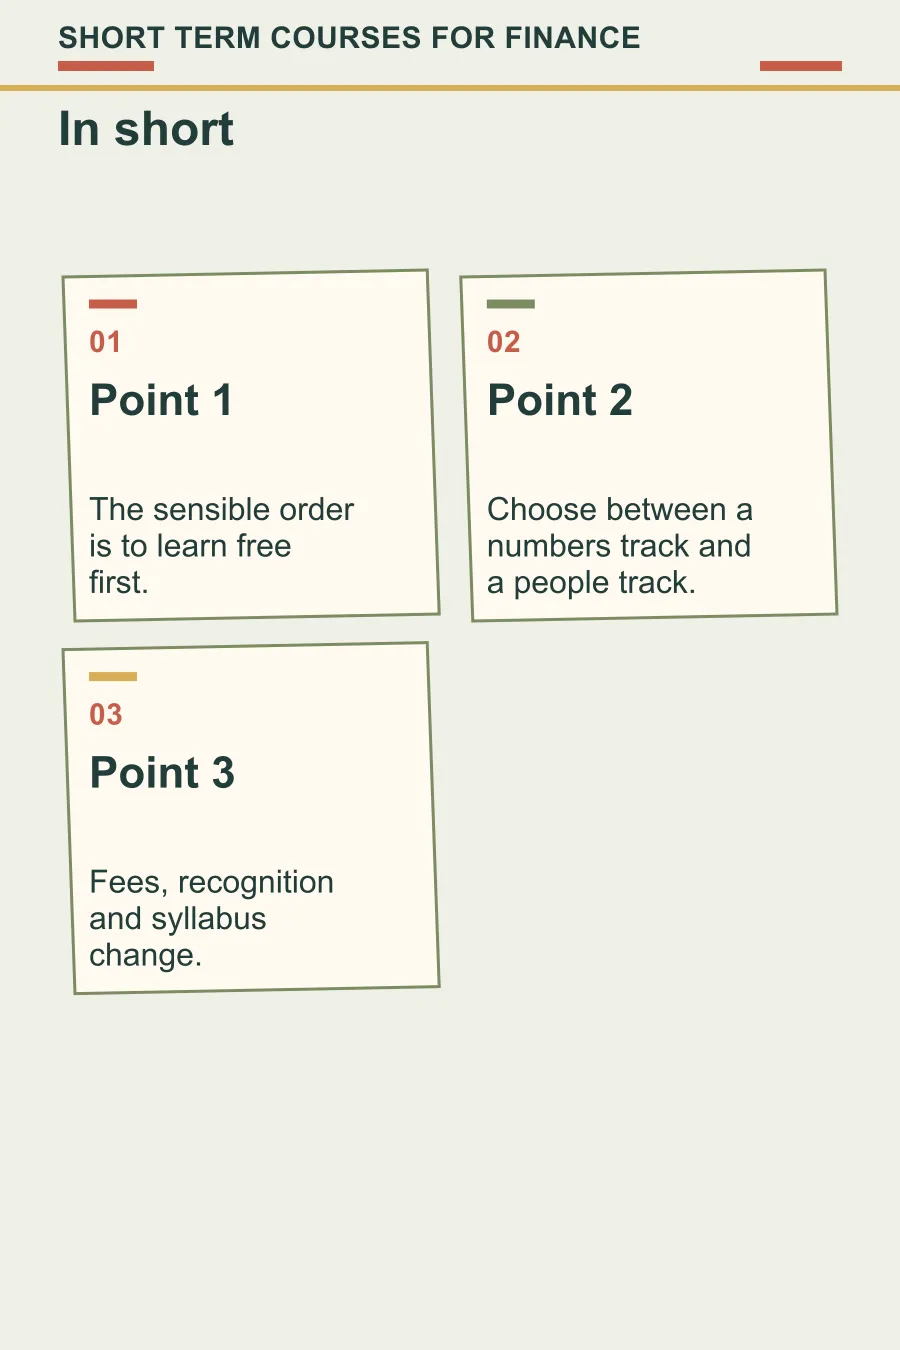 SHORT TERM COURSES FOR FINANCE
In short
01
Point 1
The sensible order
is to learn free
first.
02
Point 2
Choose between a
numbers track and
a people track.
03
Point 3
Fees, recognition
and syllabus
change.